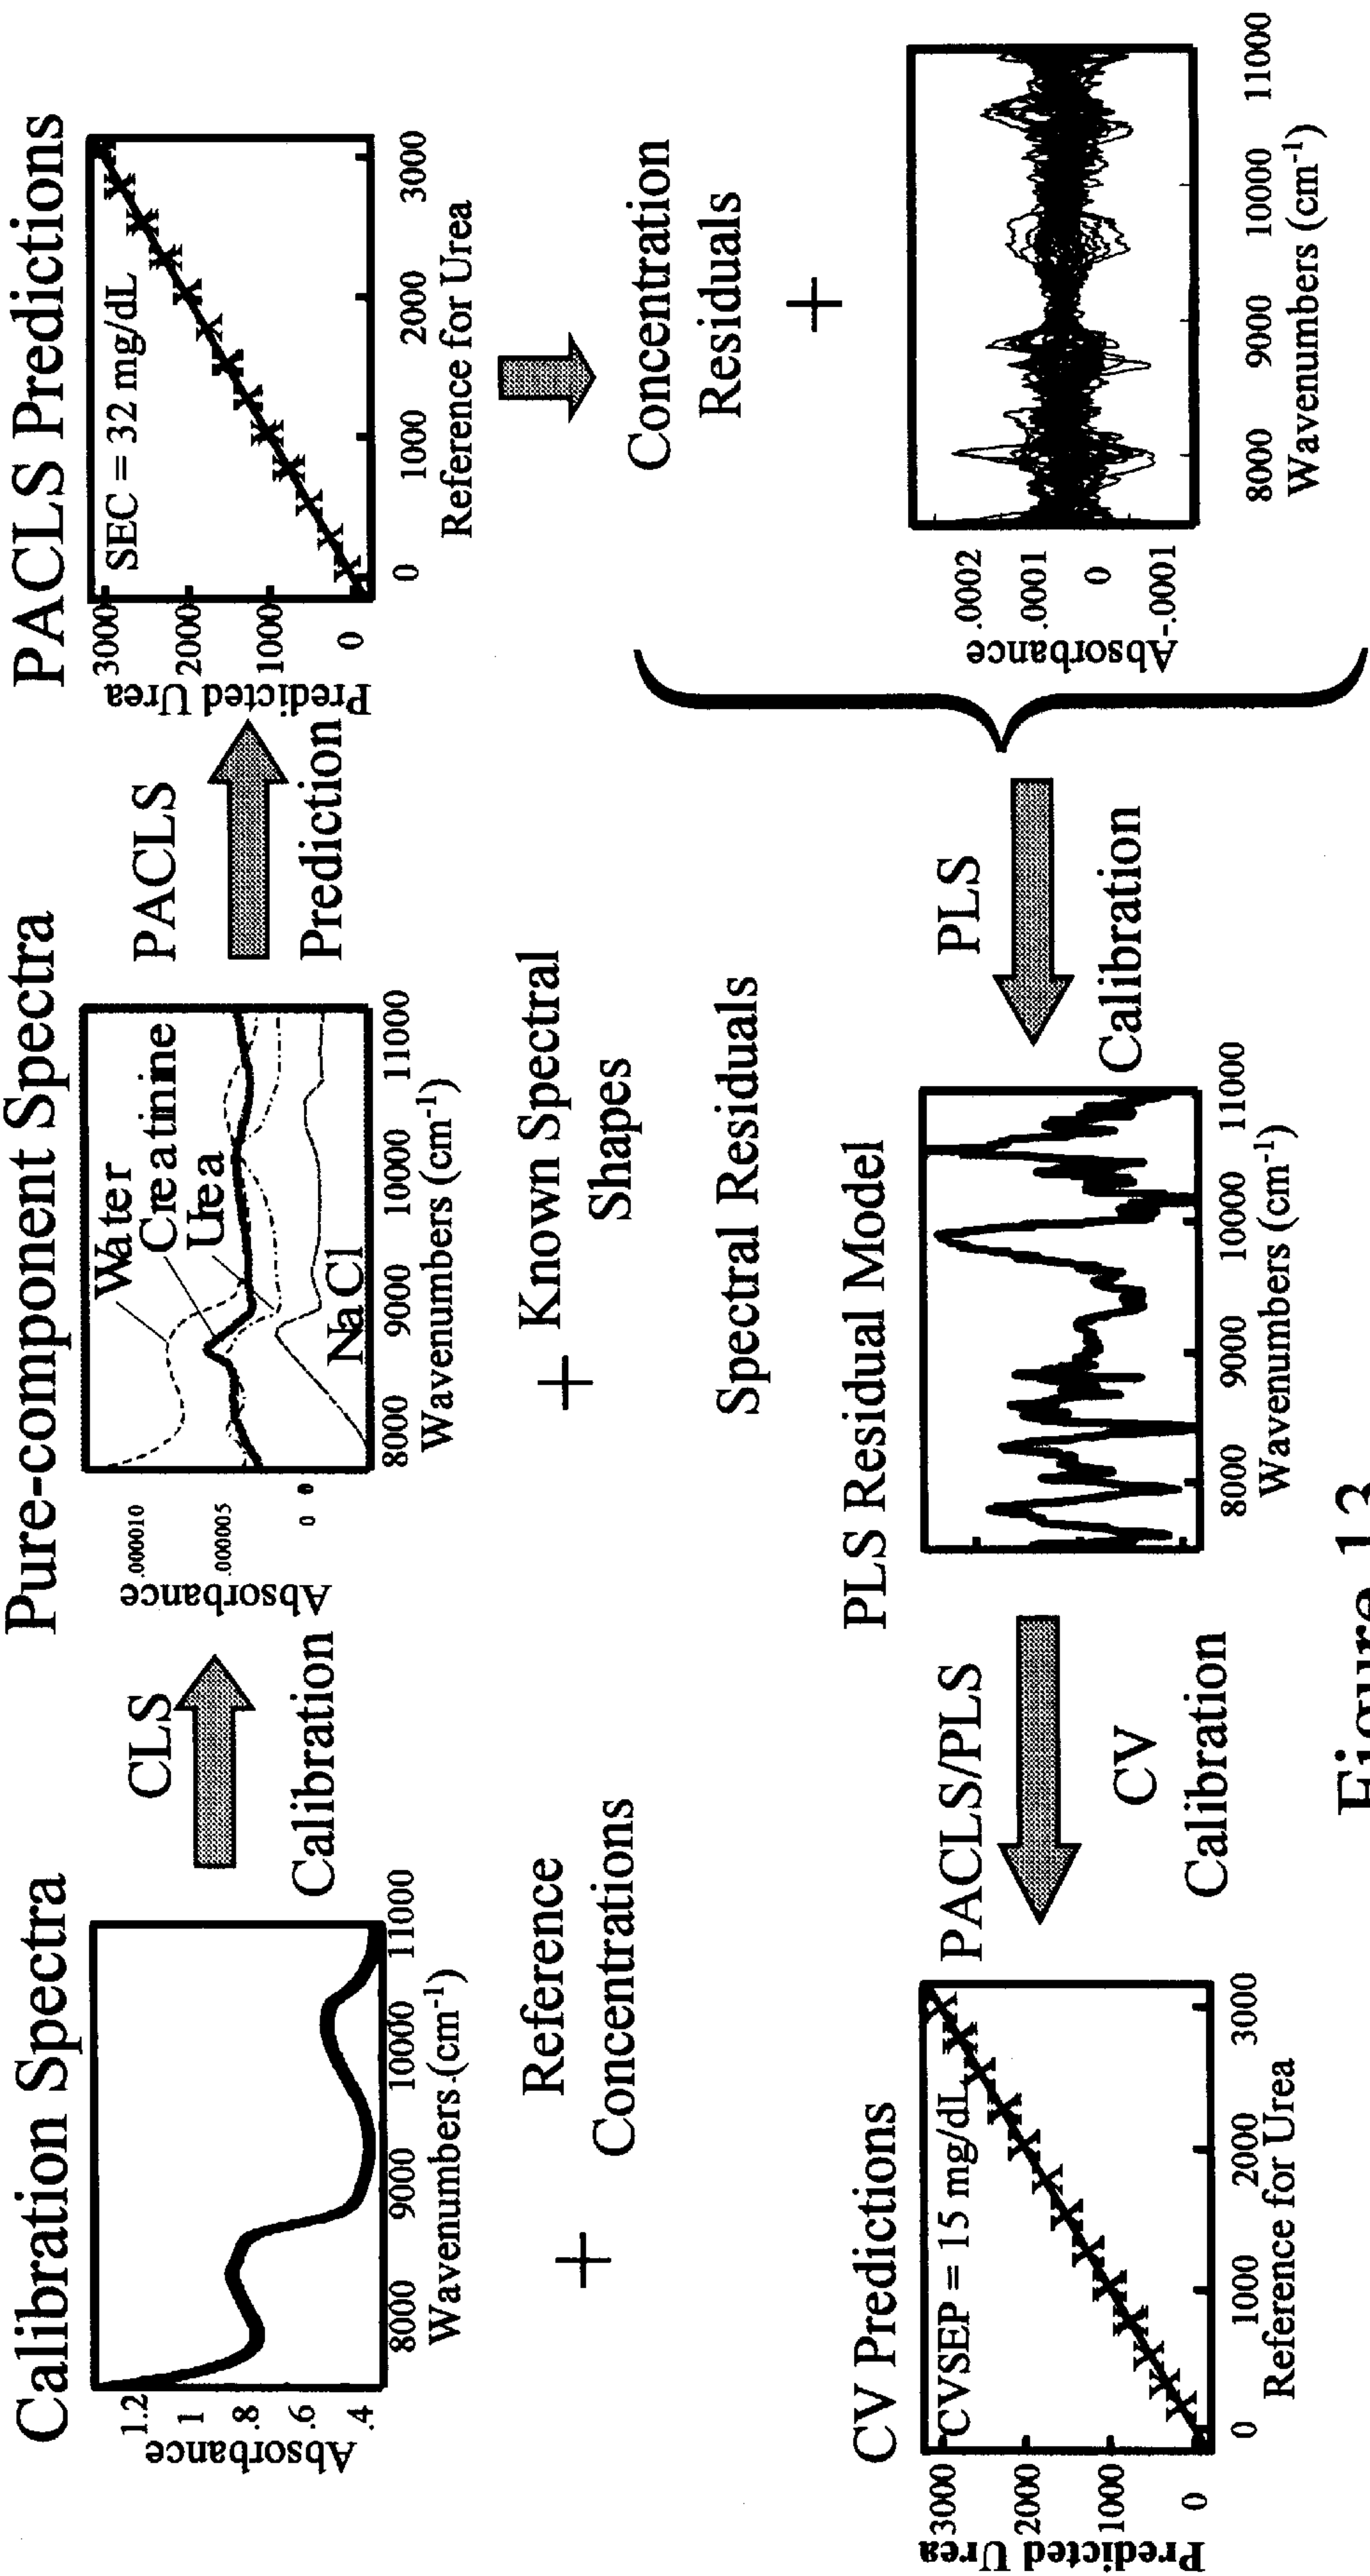 Calibration Spectra
1.2
1
.8
.6
.4
Absorbance
8000 9000 10000 11000
Wavenumbers (cm-1)
+ Reference
Concentrations
CLS
Calibration
Pure-component Spectra
Water
Creatinine
Urea
NaCl
.000010
.000005
0 0
Absorbance
8000 9000 10000 11000
Wavenumbers (cm-1)
+ Known Spectral
Shapes
PACLS
Prediction
PACLS Predictions
SEC = 32 mg/dL
3000
2000
1000
0
Predicted Urea
0 1000 2000 3000
Reference for Urea
Concentration
Residuals
+
Spectral Residuals
.0002
.0001
0
-.0001
Absorbance
8000 9000 10000 11000
Wavenumbers (cm-1)
PLS
Calibration
PLS Residual Model
8000 9000 10000 11000
Wavenumbers (cm-1)
PACLS/PLS
CV
Calibration
CV Predictions
CVSEP = 15 mg/dL
3000
2000
1000
0
Predicted Urea
0 1000 2000 3000
Reference for Urea
Figure 13